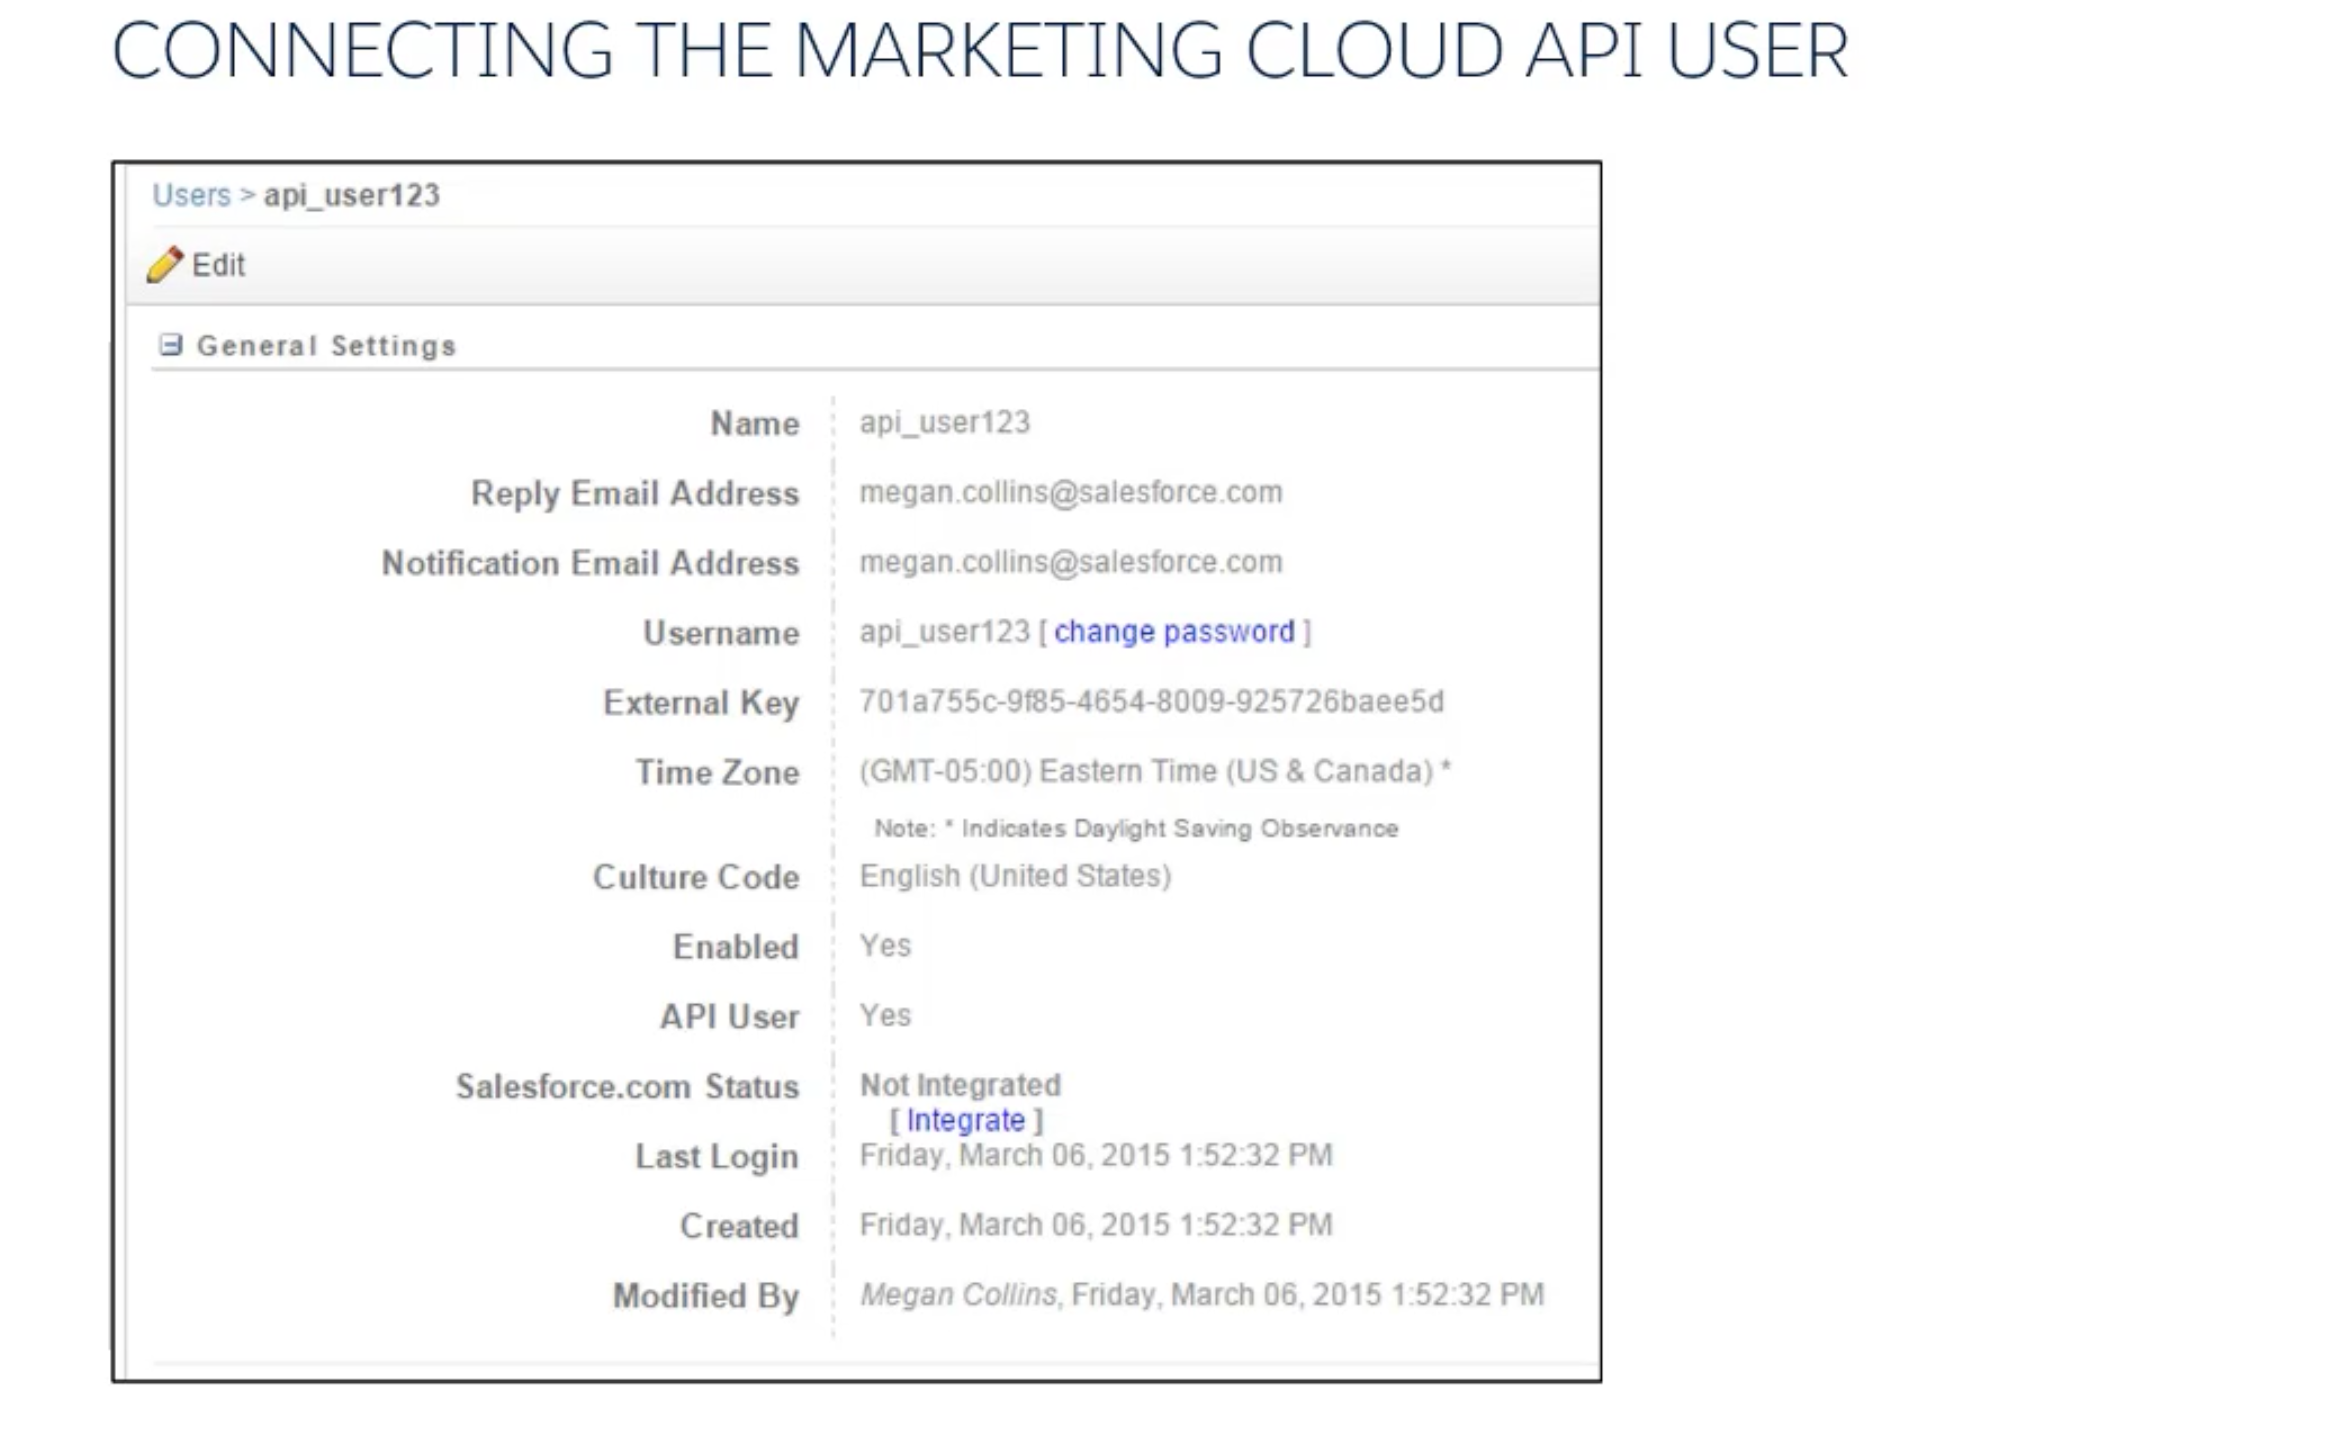 CONNECTING THE MARKETING CLOUD API USER
Users > api_user123
Edit
General Settings
Name api_user123
Reply Email Address megan.collins@salesforce.com
Notification Email Address megan.collins@salesforce.com
Username api_user123 [ change password ]
External Key 701a755c-9f85-4654-8009-925726baee5d
Time Zone (GMT-05:00) Eastern Time (US & Canada) *
Note: * Indicates Daylight Saving Observance
Culture Code English (United States)
Enabled Yes
API User Yes
Salesforce.com Status Not Integrated
[ Integrate ]
Last Login Friday, March 06, 2015 1:52:32 PM
Created Friday, March 06, 2015 1:52:32 PM
Modified By Megan Collins, Friday, March 06, 2015 1:52:32 PM